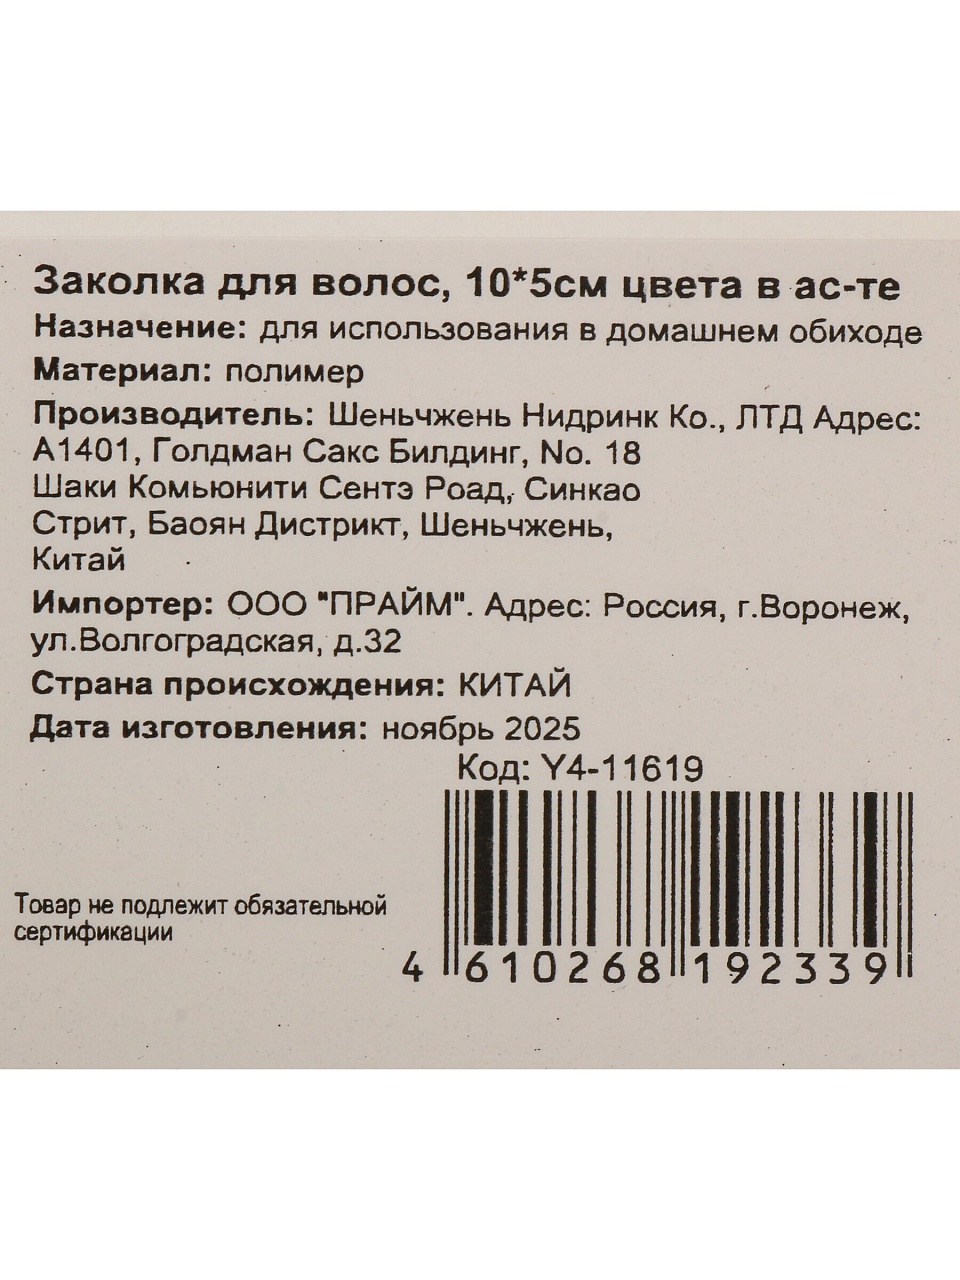 Заколка для волос, 10*5см цвета в ас-те
Назначение: для использования в домашнем обиходе
Материал: полимер
Производитель: Шеньчжень Нидринк Ко., ЛТД Адрес:
А1401, Голдман Сакс Билдинг, No. 18
Шаки Комьюнити Сентэ Роад, Синкао
Стрит, Баоян Дистрикт, Шеньчжень,
Китай
Импортер: ООО "ПРАЙМ". Адрес: Россия, г.Воронеж,
ул.Волгоградская, д.32
Страна происхождения: КИТАЙ
Дата изготовления: ноябрь 2025
Код: Y4-11619
Товар не подлежит обязательной
сертификации
4 610268 192339